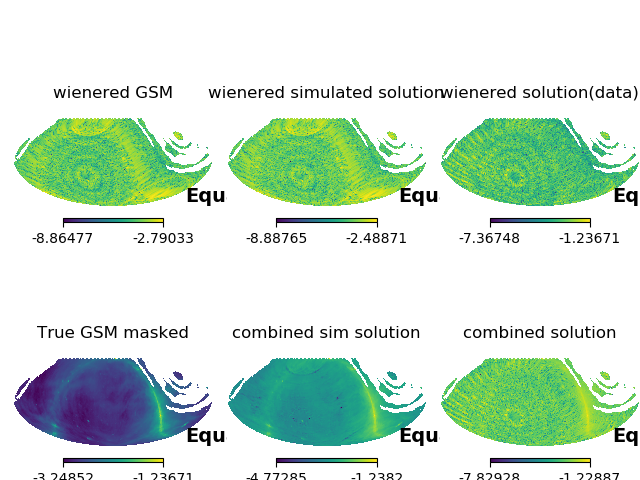 wienered GSM
wienered simulated solution
wienered solution(data)
Equ
Equ
Eq
-8.86477
-2.79033
-8.88765
-2.48871
-7.36748
-1.23671
True GSM masked
combined sim solution
combined solution
Equ
Equ
Eq
-3.24852
-1.23671
-4.77285
-1.2382
-7.82928
-1.22887